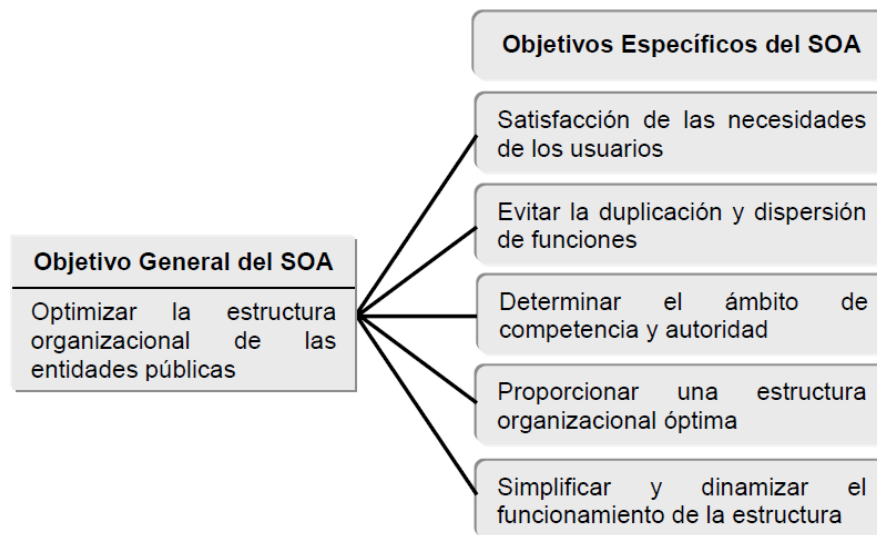 Objetivos Específicos del SOA
Satisfacción de las necesidades
de los usuarios
Evitar la duplicación y dispersión
de funciones
Objetivo General del SOA
Optimizar la estructura
organizacional de las
entidades públicas
Determinar el ámbito de
competencia y autoridad
Proporcionar una estructura
organizacional óptima
Simplificar y dinamizar el
funcionamiento de la estructura